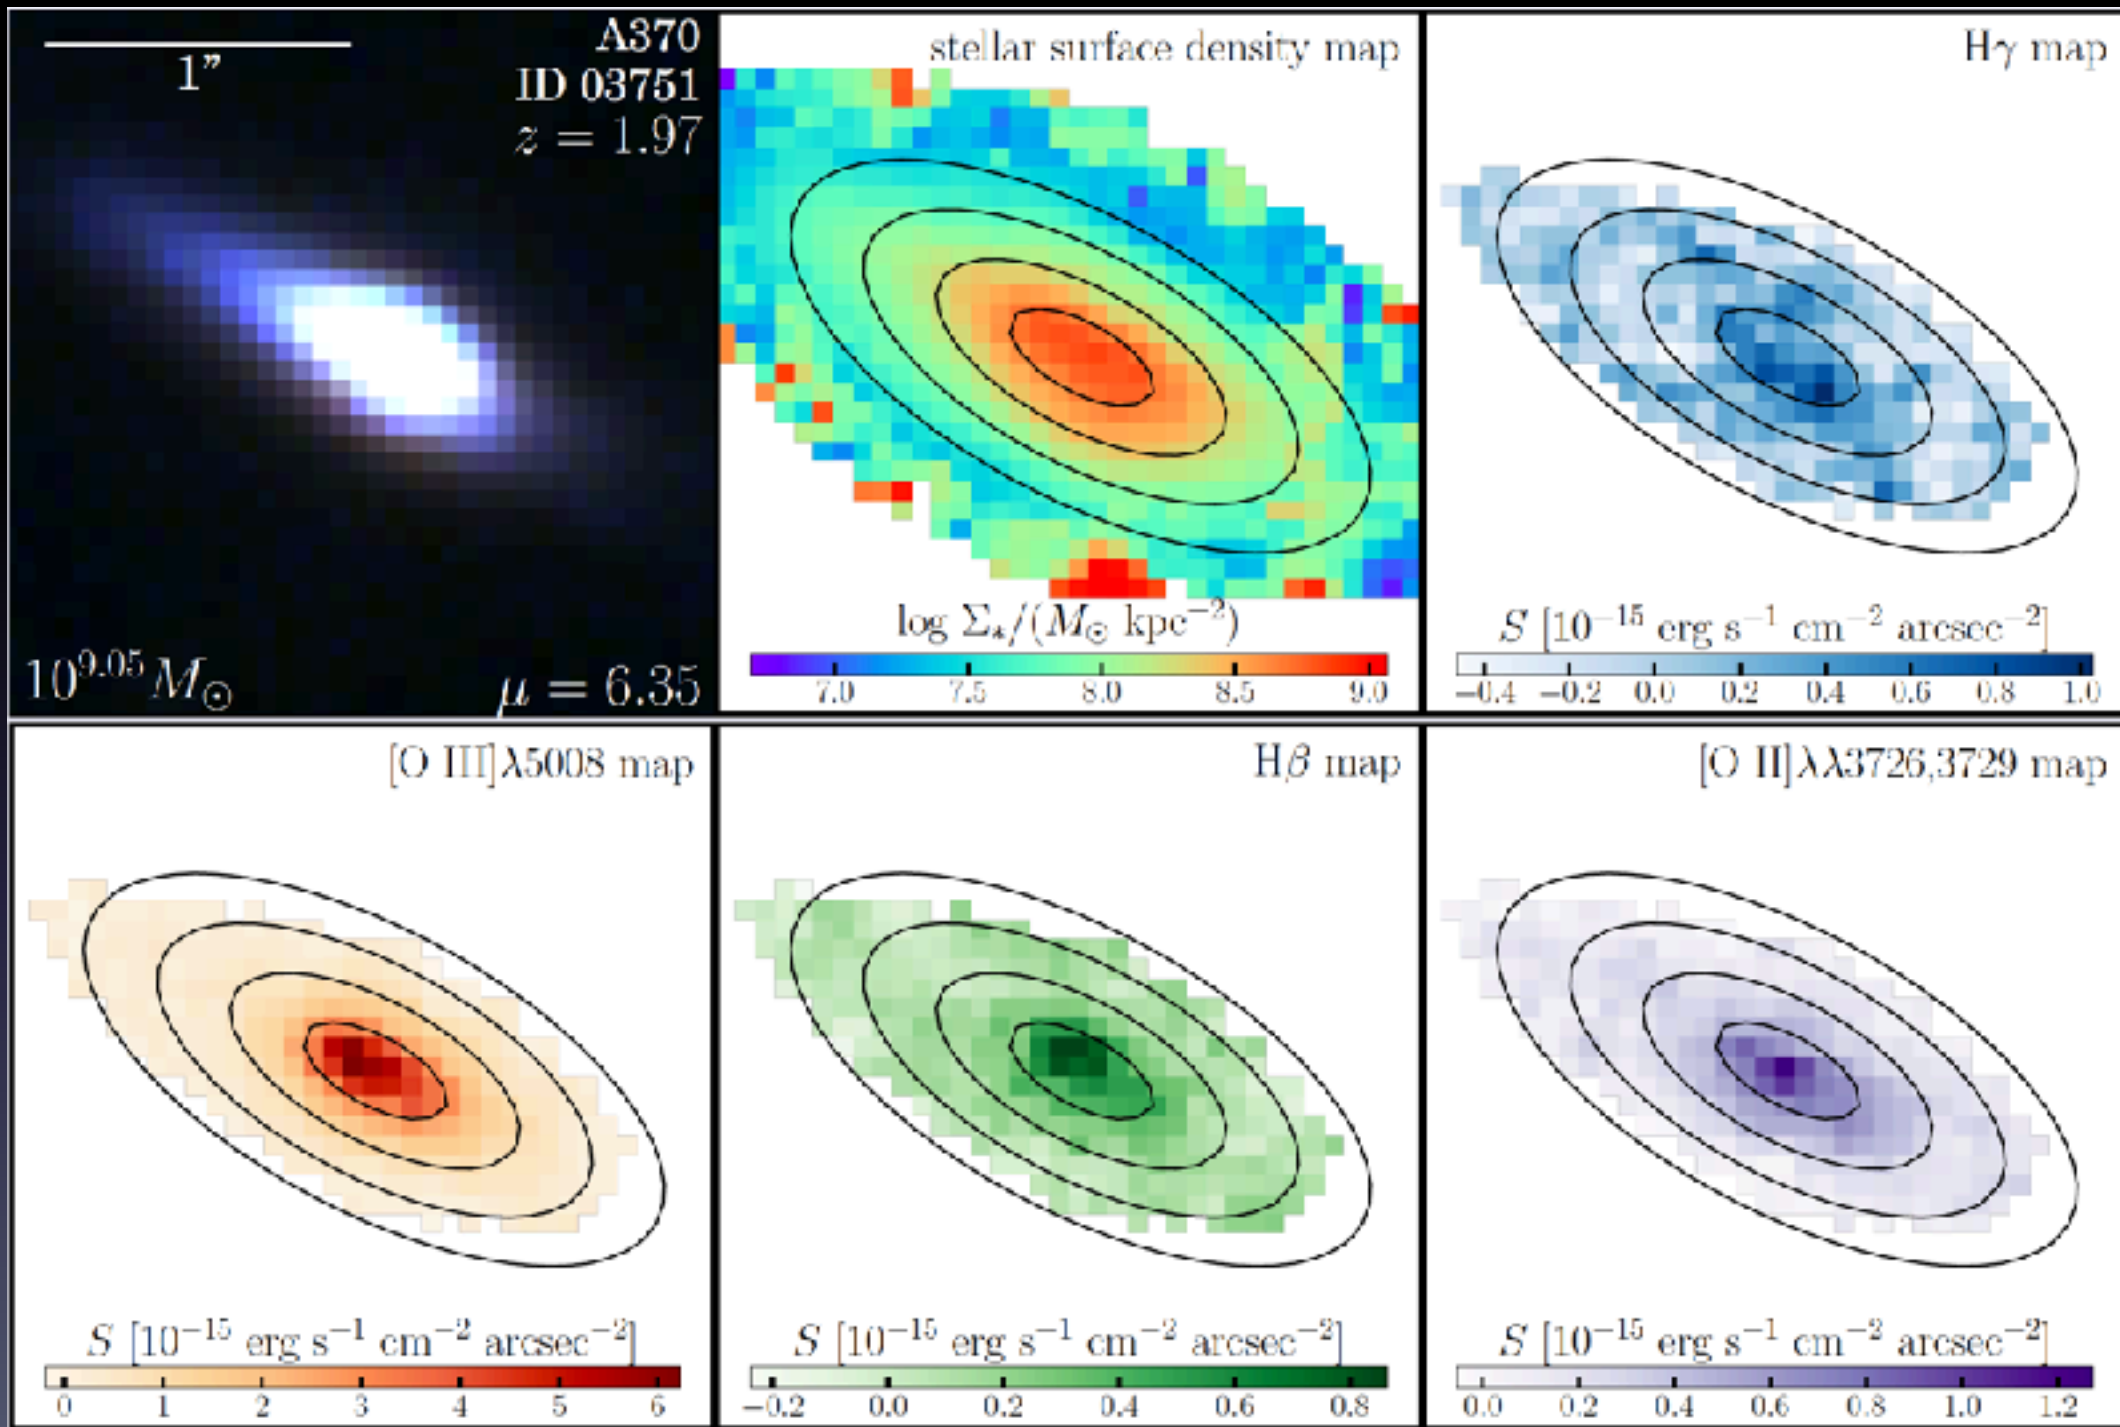 A370
1”
ID 03751
z = 1.97
10^9.05 M⊙
μ = 6.35
stellar surface density map
log Σ*/(M⊙ kpc⁻²)
7.0 7.5 8.0 8.5 9.0
Hγ map
S [10⁻¹⁵ erg s⁻¹ cm⁻² arcsec⁻²]
−0.4 −0.2 0.0 0.2 0.4 0.6 0.8 1.0
[O III]λ5008 map
S [10⁻¹⁵ erg s⁻¹ cm⁻² arcsec⁻²]
0 1 2 3 4 5 6
Hβ map
S [10⁻¹⁵ erg s⁻¹ cm⁻² arcsec⁻²]
−0.2 0.0 0.2 0.4 0.6 0.8
[O II]λλ3726,3729 map
S [10⁻¹⁵ erg s⁻¹ cm⁻² arcsec⁻²]
0.0 0.2 0.4 0.6 0.8 1.0 1.2